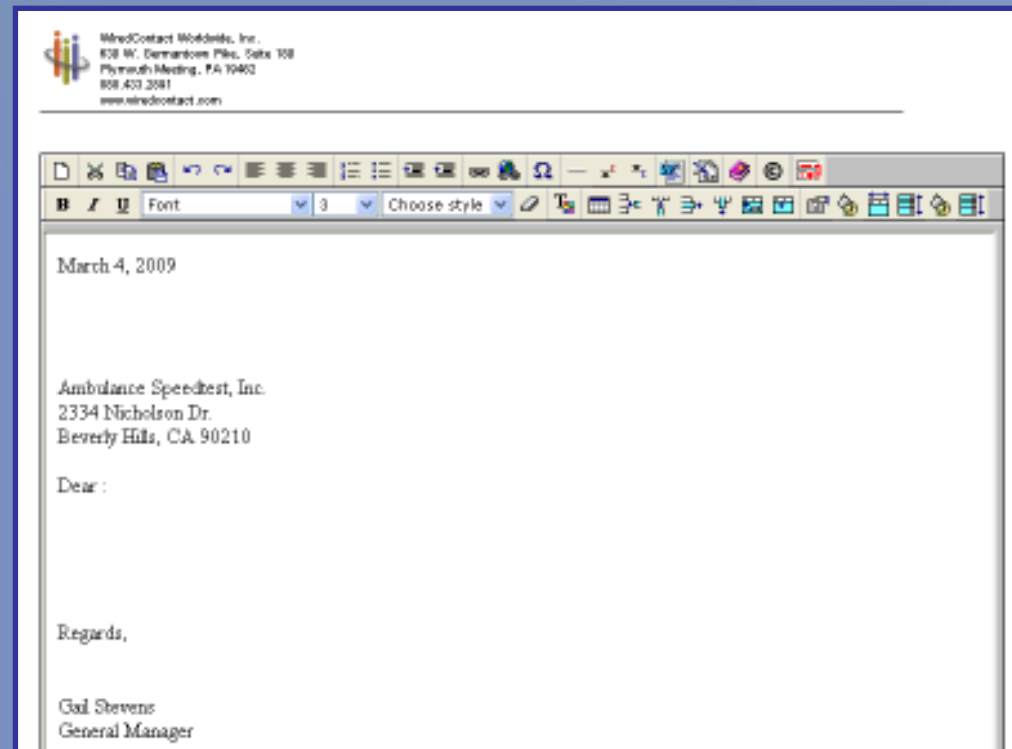 WiredContact Worldwide, Inc.
630 W. Germantown Pike, Suite 180
Plymouth Meeting, PA 19462
www.wiredcontact.com
B I U Font 3 Choose style
March 4, 2009
Ambulance Speedtest, Inc.
2334 Nicholson Dr.
Beverly Hills, CA 90210
Dear :
Regards,
Gail Stevens
General Manager